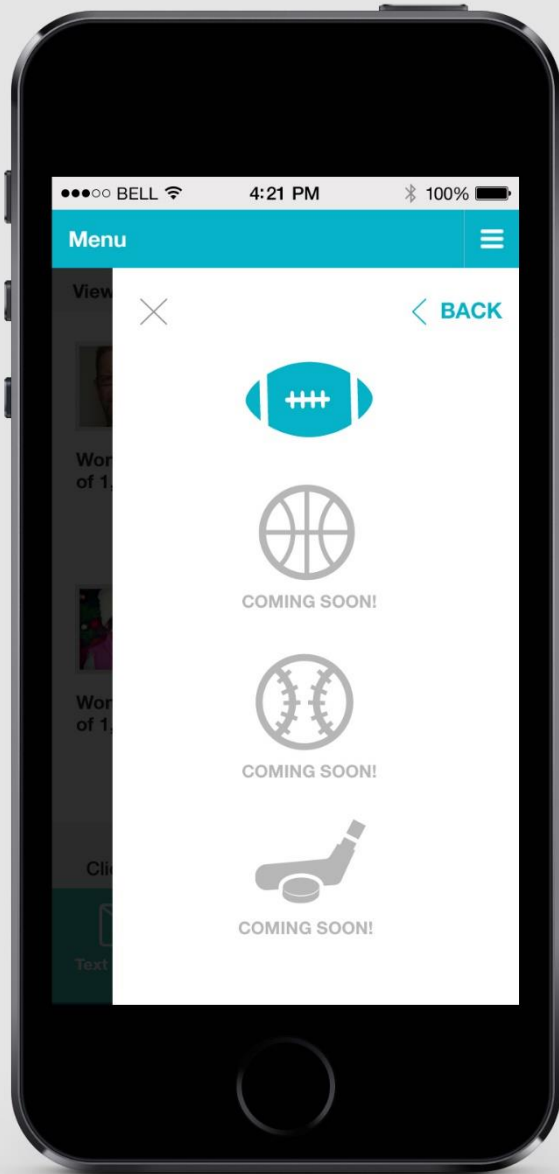 BELL 4:21 PM 100%
Menu
View
BACK
Wor
of 1,
COMING SOON!
COMING SOON!
Wor
of 1,
Clic
COMING SOON!
Text